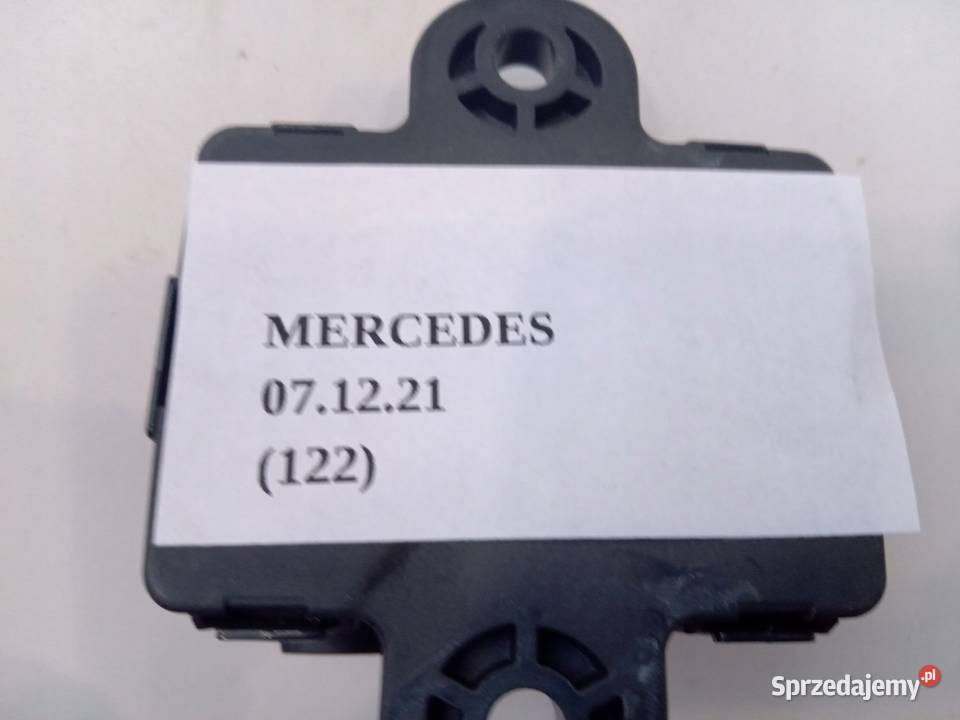 MERCEDES
07.12.21
(122)
Sprzedajemy.pl